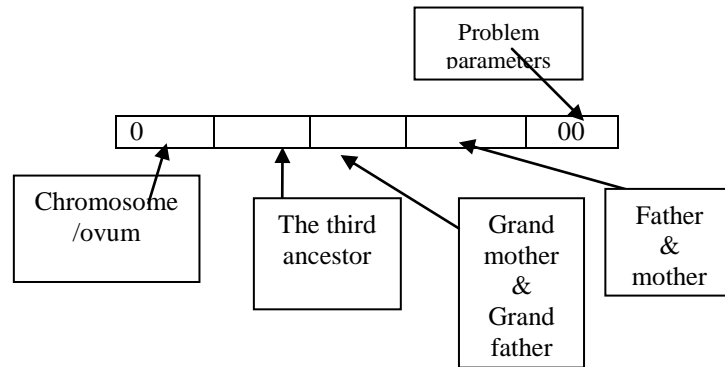 Problem
parameters
0
00
Chromosome
/ovum
The third
ancestor
Grand
mother
&
Grand
father
Father
&
mother